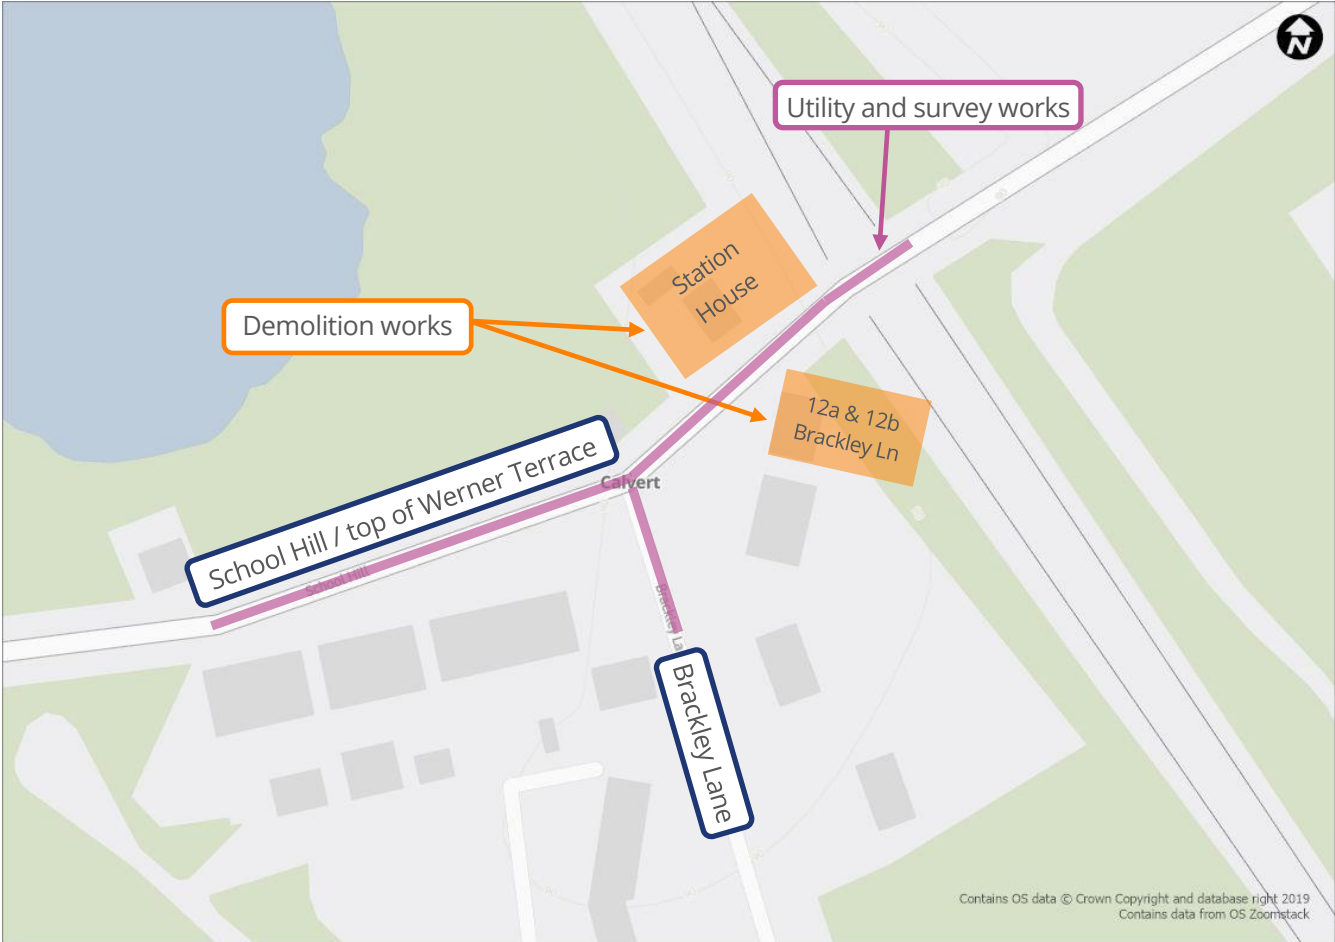 N
Utility and survey works
Station
House
Demolition works
12a & 12b
Brackley Ln
School Hill / top of Werner Terrace
Calvert
School Hill
Brackley La
Brackley Lane
90
Contains OS data © Crown Copyright and database right 2019
Contains data from OS Zoomstack